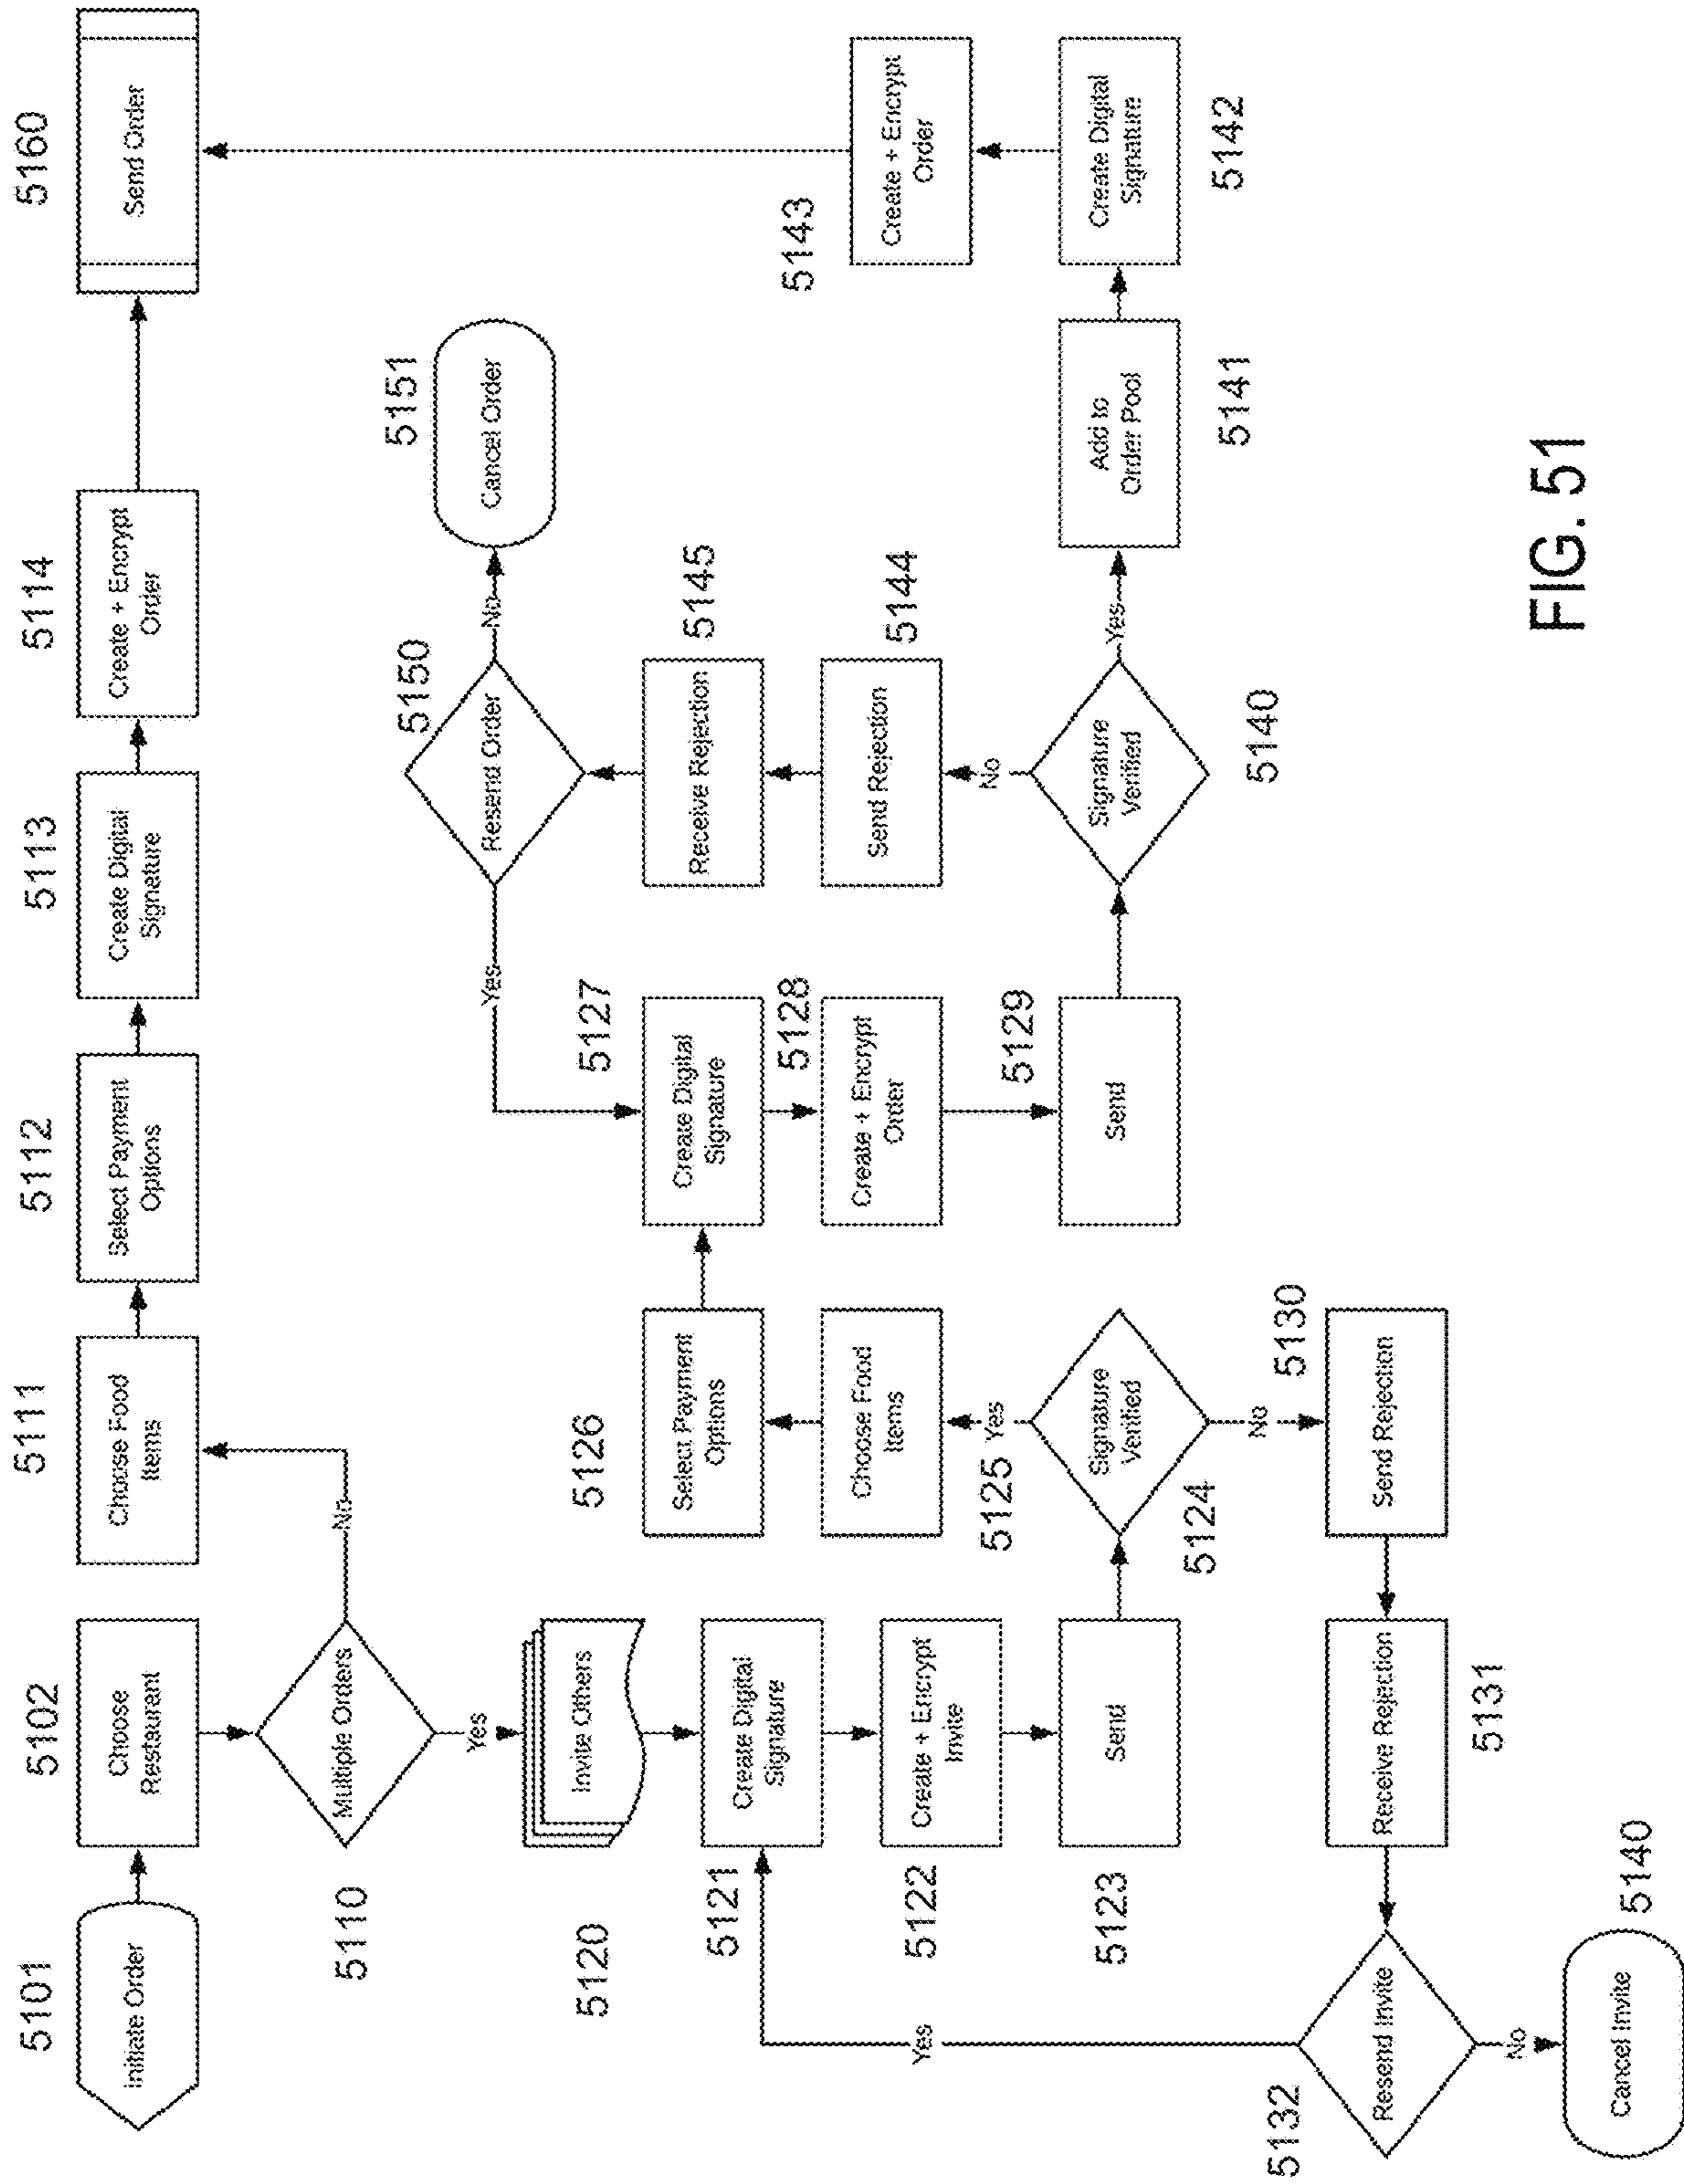 5101
Initiate Order
5102
Choose
Restaurant
5110
Multiple Orders
No
Yes
5111
Choose Food
Items
5112
Select Payment
Options
5113
Create Digital
Signature
5114
Create + Encrypt
Order
5160
Send Order
5120
Invite Others
5121
Create Digital
Signature
5122
Create + Encrypt
Invite
5123
Send
5124
Signature
Verified
Yes
No
5125
Choose Food
Items
5126
Select Payment
Options
5127
Create Digital
Signature
5128
Create + Encrypt
Order
5129
Send
5130
Send Rejection
5131
Receive Rejection
5132
Resend Invite
Yes
No
5140
Cancel Invite
5140
Signature
Verified
Yes
No
5141
Add to
Order Pool
5142
Create Digital
Signature
5143
Create + Encrypt
Order
5144
Send Rejection
5145
Receive Rejection
5150
Resend Order
Yes
No
5151
Cancel Order
FIG. 51